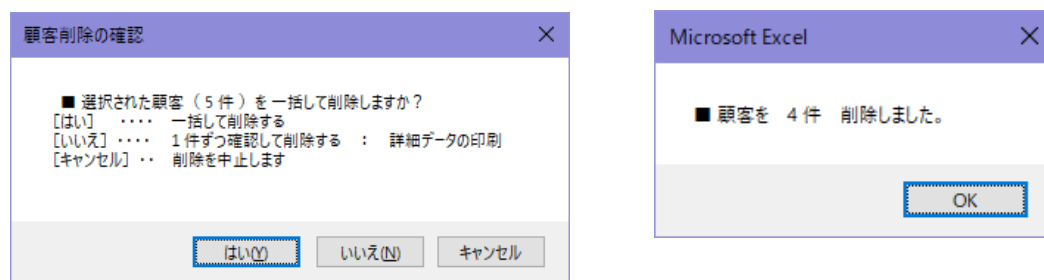 顧客削除の確認
■ 選択された顧客（５件）を一括して削除しますか？
[はい] ････ 一括して削除する
[いいえ] ････ １件ずつ確認して削除する ： 詳細データの印刷
[キャンセル] ･･ 削除を中止します
はい(Y) いいえ(N) キャンセル
Microsoft Excel
■ 顧客を ４件 削除しました。
OK